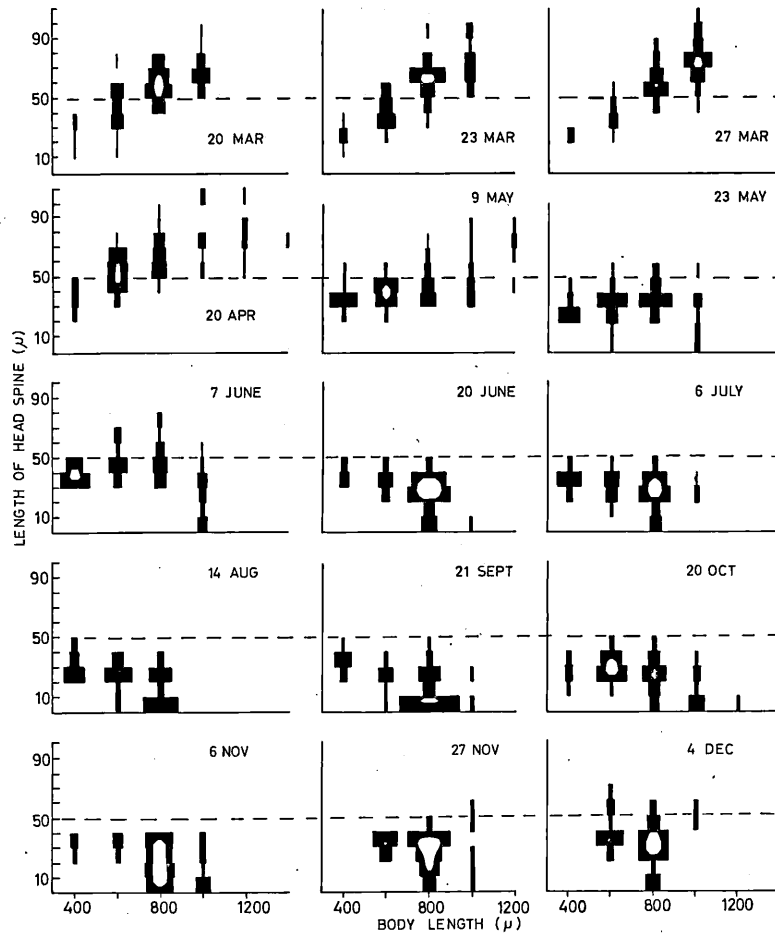 90
50
10
20 MAR
23 MAR
27 MAR
90
50
10
20 APR
9 MAY
23 MAY
90
50
10
7 JUNE
20 JUNE
6 JULY
90
50
10
14 AUG
21 SEPT
20 OCT
90
50
10
6 NOV
27 NOV
4 DEC
LENGTH OF HEAD SPINE (µ)
400 800 1200
400 800 1200
400 800 1200
BODY LENGTH (µ)